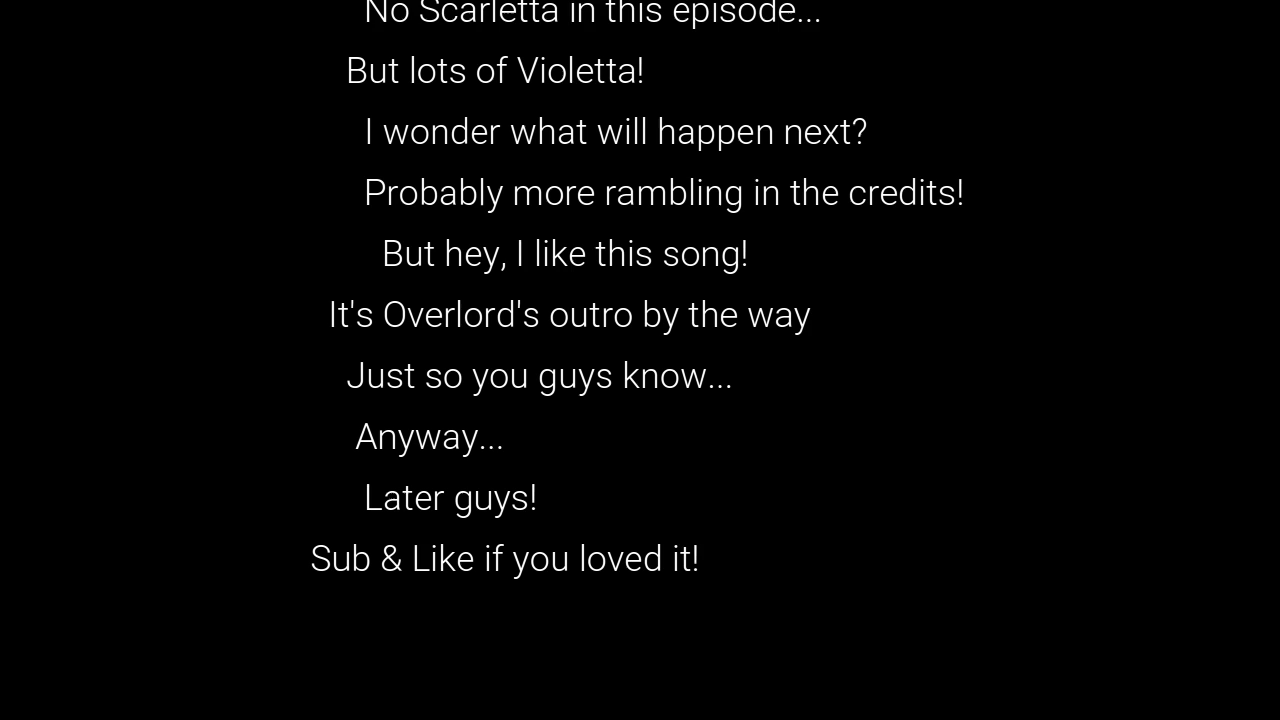 No Scarletta in this episode...
But lots of Violetta!
I wonder what will happen next?
Probably more rambling in the credits!
But hey, I like this song!
It's Overlord's outro by the way
Just so you guys know...
Anyway...
Later guys!
Sub & Like if you loved it!